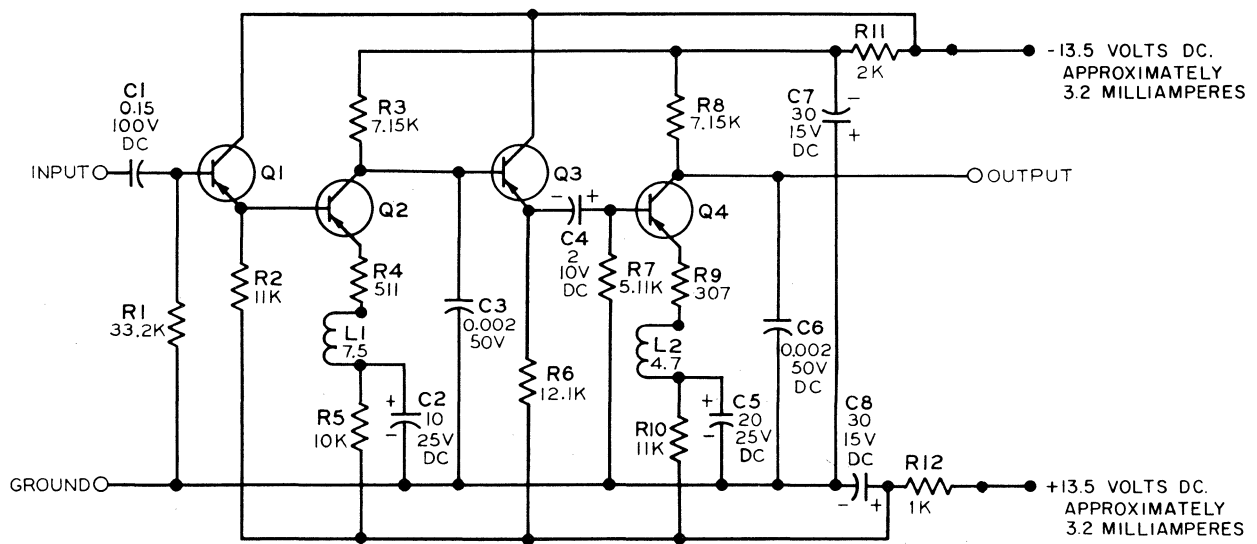 R11
2K
-13.5 VOLTS DC.
APPROXIMATELY
3.2 MILLIAMPERES
C1
0.15
100V
DC
R3
7.15K
R8
7.15K
C7
30
15V
DC
-
+
INPUT
Q1
Q2
Q3
Q4
OUTPUT
- +
C4
2
10V
DC
R2
11K
R4
511
R7
5.11K
R9
307
R1
33.2K
L1
7.5
C3
0.002
50V
L2
4.7
C6
0.002
50V
DC
R6
12.1K
R5
10K
+
-
C2
10
25V
DC
R10
11K
+
-
C5
20
25V
DC
C8
30
15V
DC
- +
R12
1K
GROUND
+13.5 VOLTS DC.
APPROXIMATELY
3.2 MILLIAMPERES